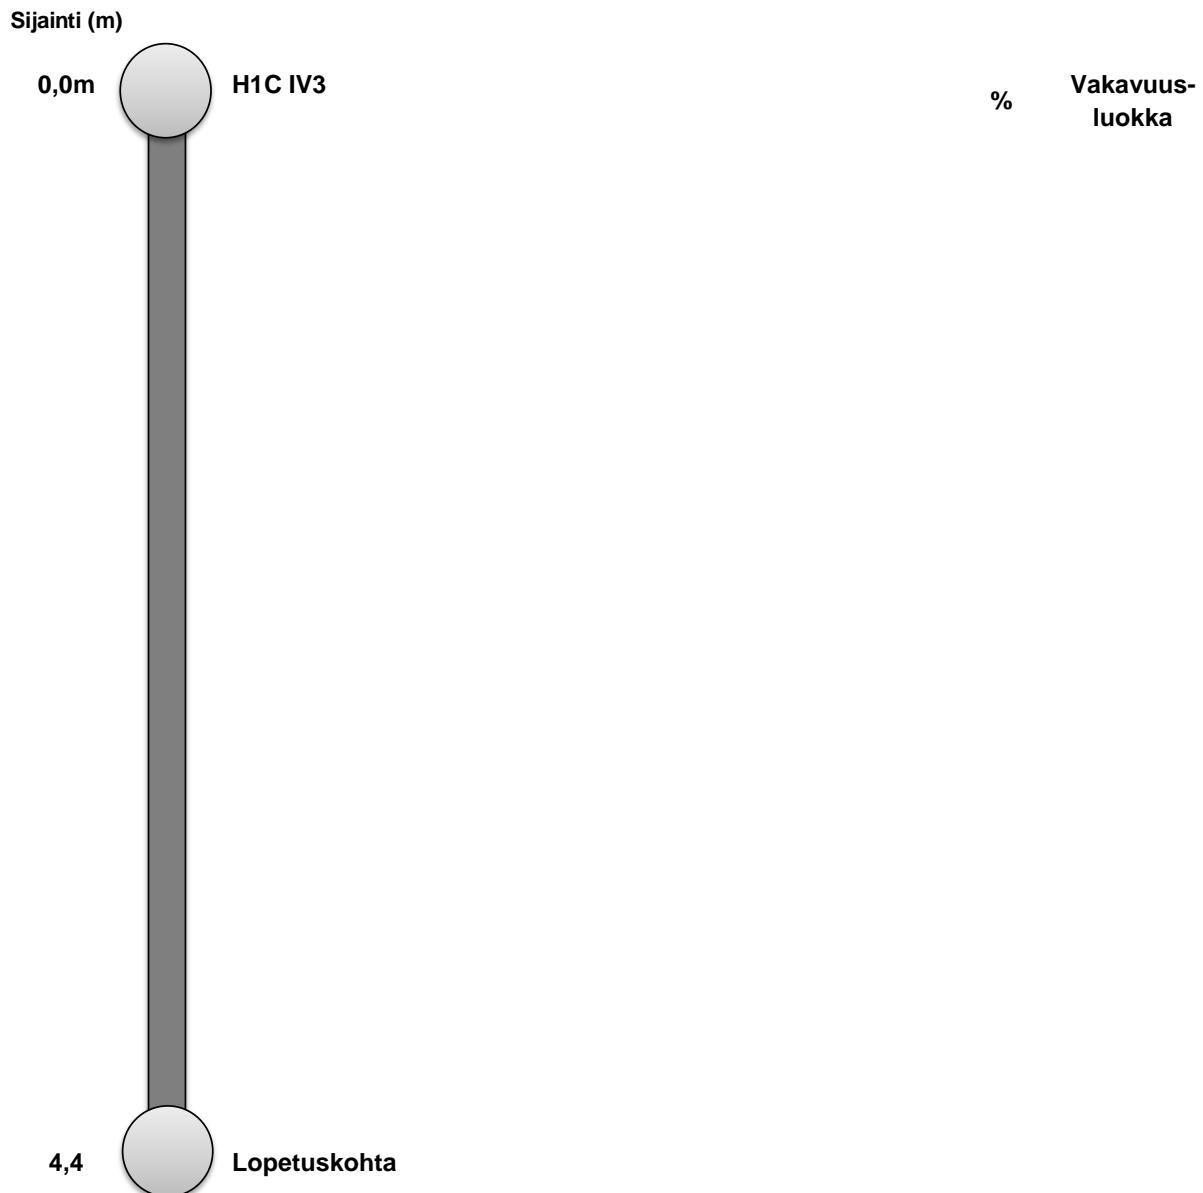 Sijainti (m)
0,0m
H1C IV3
%
Vakavuus-
luokka
4,4
Lopetuskohta